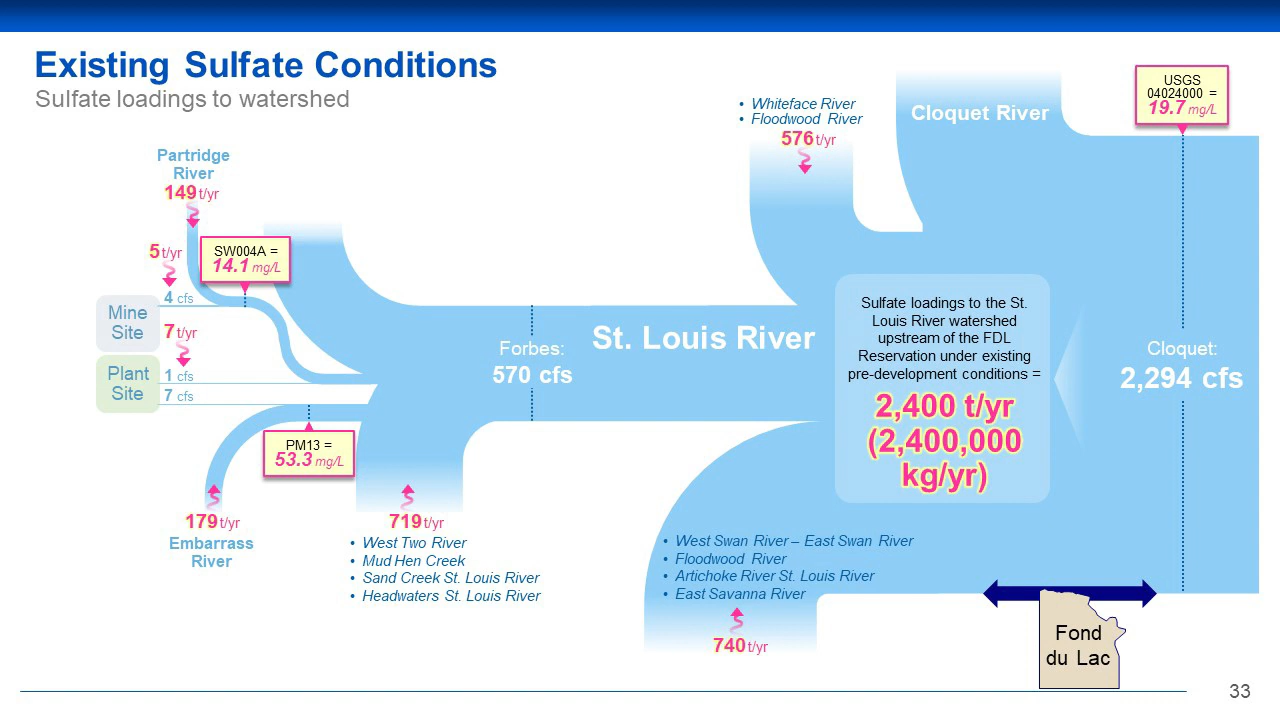 Existing Sulfate Conditions
Sulfate loadings to watershed
• Whiteface River
• Floodwood River
576 t/yr
Cloquet River
USGS
04024000 =
19.7 mg/L
Partridge
River
149 t/yr
5 t/yr
SW004A =
14.1 mg/L
4 cfs
Mine
Site
7 t/yr
1 cfs
Plant
Site
7 cfs
PM13 =
53.3 mg/L
179 t/yr
Embarrass
River
719 t/yr
• West Two River
• Mud Hen Creek
• Sand Creek St. Louis River
• Headwaters St. Louis River
Forbes:
570 cfs
St. Louis River
Sulfate loadings to the St.
Louis River watershed
upstream of the FDL
Reservation under existing
pre-development conditions =
2,400 t/yr
(2,400,000
kg/yr)
Cloquet:
2,294 cfs
• West Swan River – East Swan River
• Floodwood River
• Artichoke River St. Louis River
• East Savanna River
740 t/yr
Fond
du Lac
33